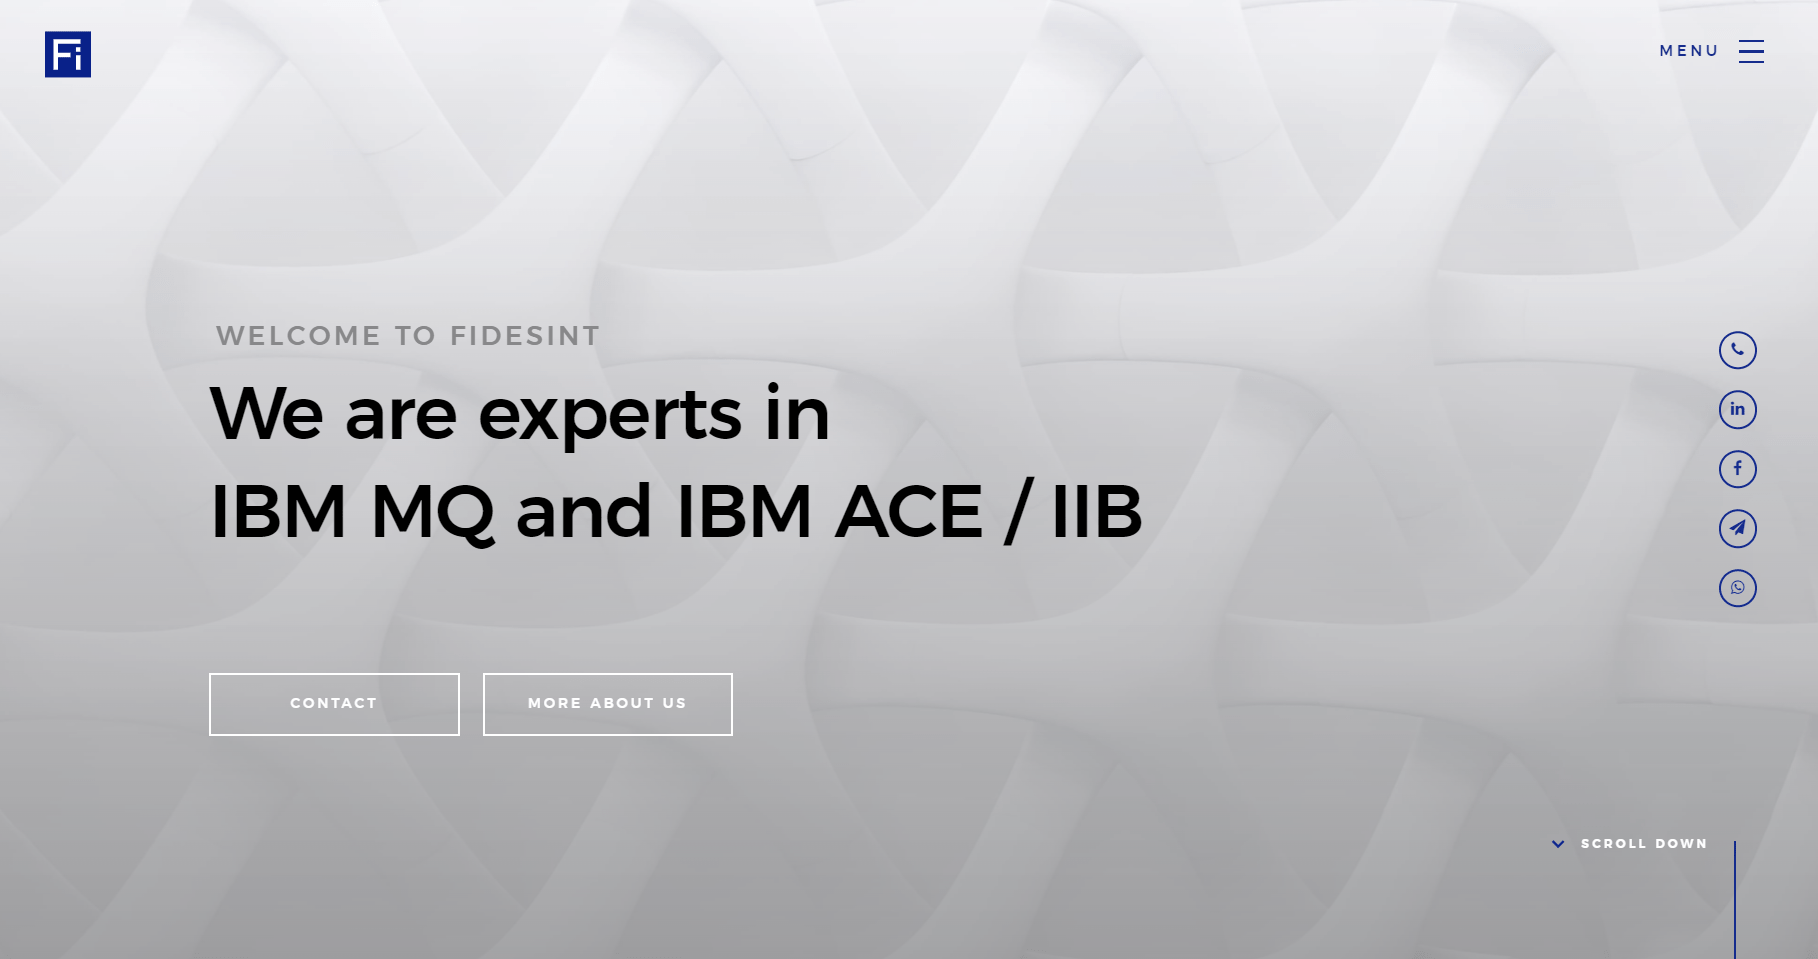 Fi
MENU
WELCOME TO FIDESINT
We are experts in
IBM MQ and IBM ACE / IIB
CONTACT
MORE ABOUT US
SCROLL DOWN